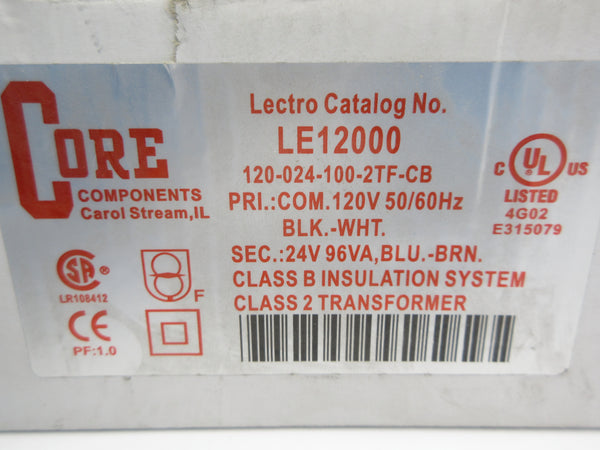 CORE
COMPONENTS
Carol Stream,IL
Lectro Catalog No.
LE12000
120-024-100-2TF-CB
PRI.:COM.120V 50/60Hz
BLK.-WHT.
SEC.:24V 96VA,BLU.-BRN.
CLASS B INSULATION SYSTEM
CLASS 2 TRANSFORMER
C UL US
®
LISTED
4G02
E315079
SA ®
LR108412
F
CE
PF:1.0